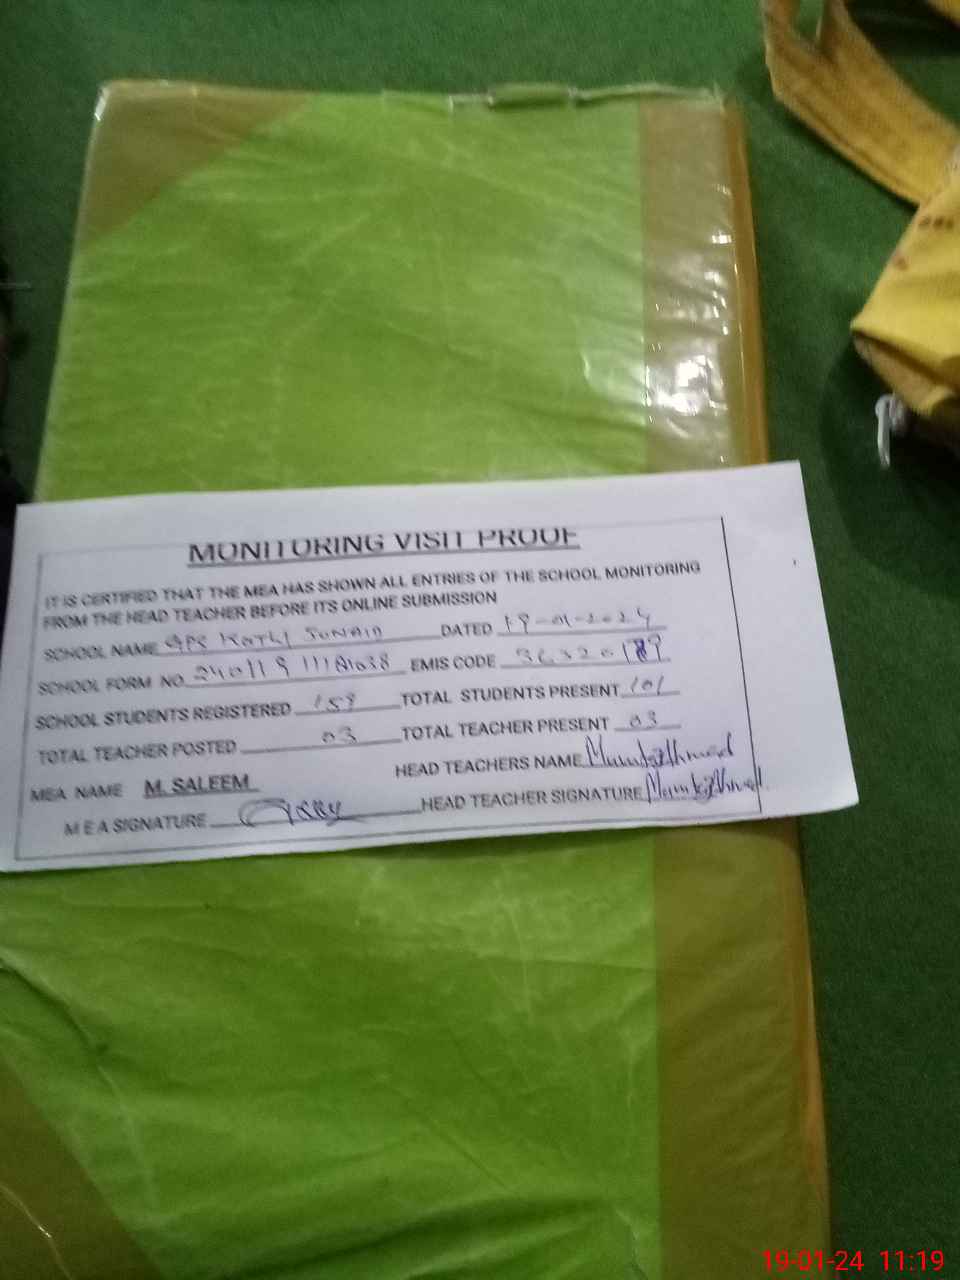 MONITORING VISIT PROOF
IT IS CERTIFIED THAT THE MEA HAS SHOWN ALL ENTRIES OF THE SCHOOL MONITORING
FROM THE HEAD TEACHER BEFORE ITS ONLINE SUBMISSION
SCHOOL NAME GPS DATED 19-01-2024
SCHOOL FORM NO. EMIS CODE
SCHOOL STUDENTS REGISTERED 159 TOTAL STUDENTS PRESENT 101
TOTAL TEACHER POSTED 03 TOTAL TEACHER PRESENT 03
MEA NAME M. SALEEM HEAD TEACHERS NAME
M E A SIGNATURE HEAD TEACHER SIGNATURE
19-01-24 11:19